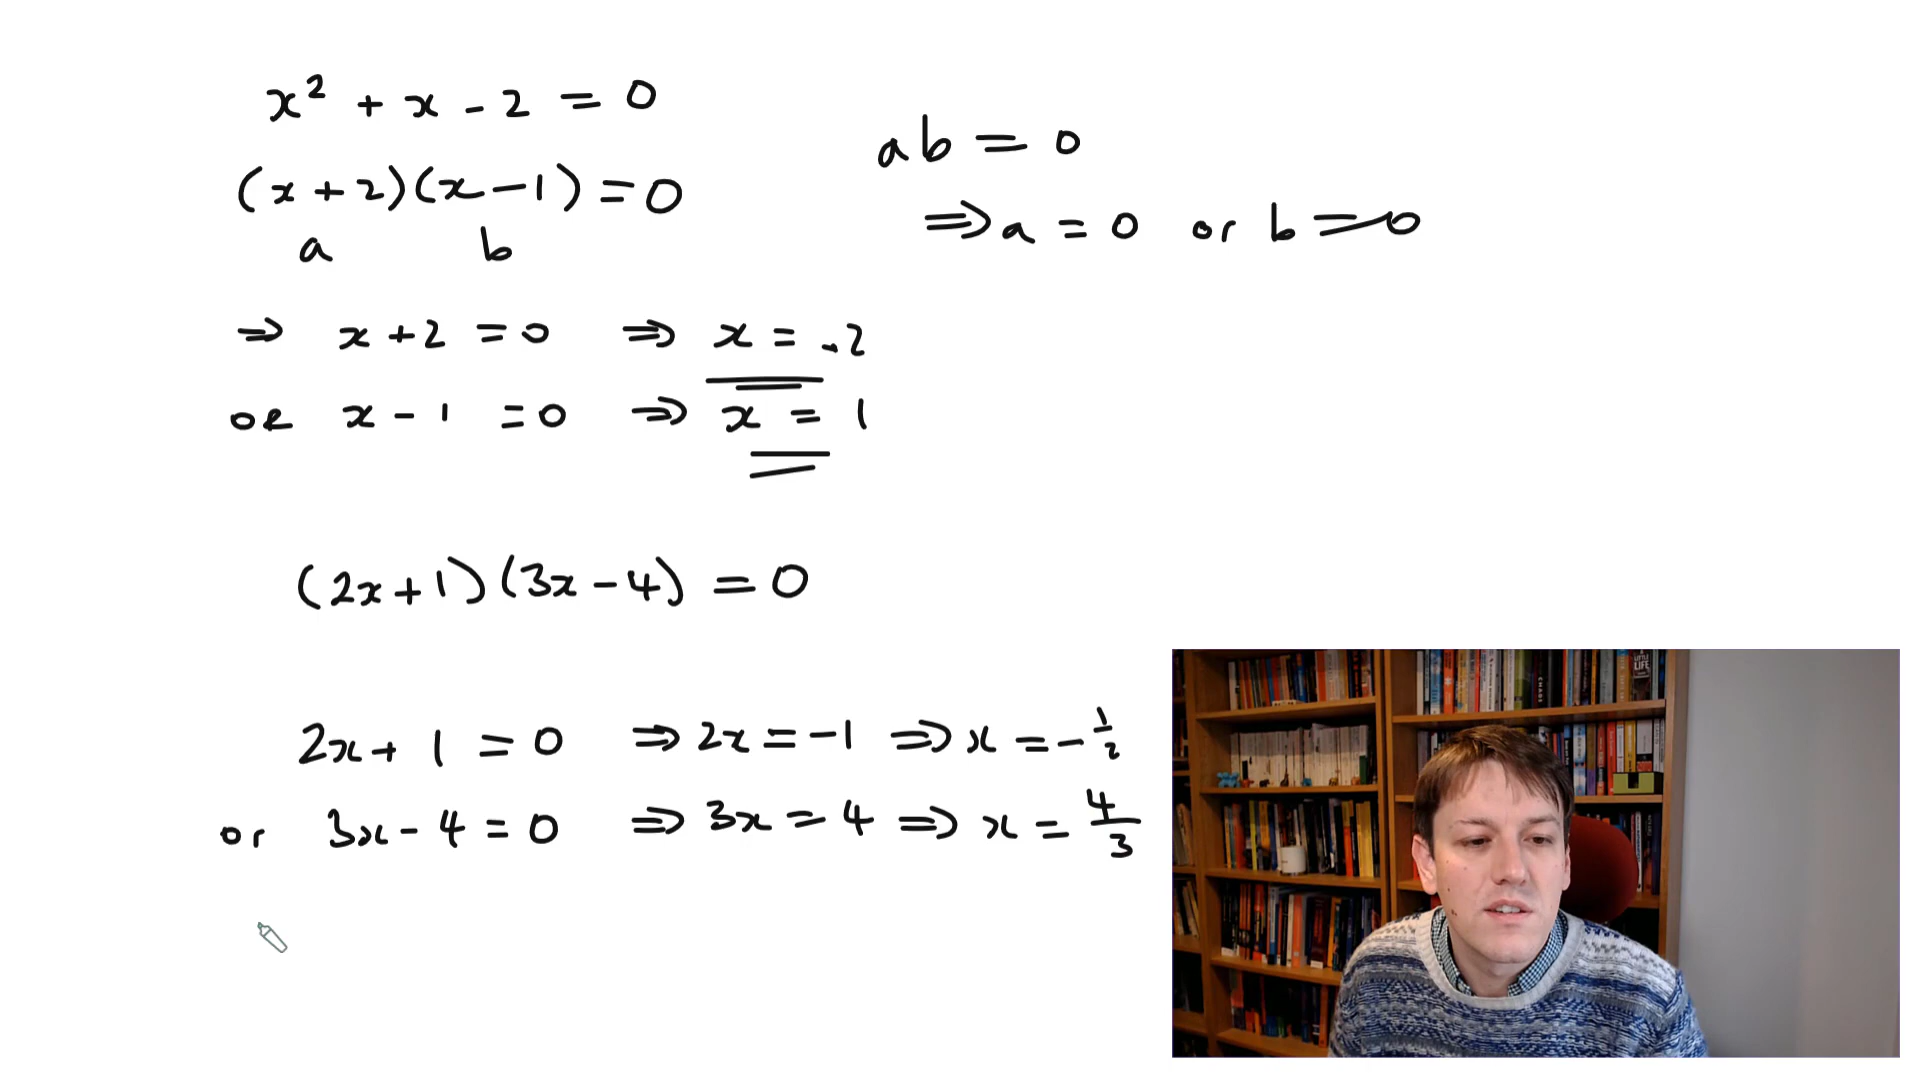 x² + x - 2 = 0
(x + 2)(x - 1) = 0
a b
ab = 0
⇒ a = 0 or b = 0
⇒ x + 2 = 0 ⇒ x = -2
OR x - 1 = 0 ⇒ x = 1
(2x + 1)(3x - 4) = 0
2x + 1 = 0 ⇒ 2x = -1 ⇒ x = -1/2
or 3x - 4 = 0 ⇒ 3x = 4 ⇒ x = 4/3
LITTLE
LIFE